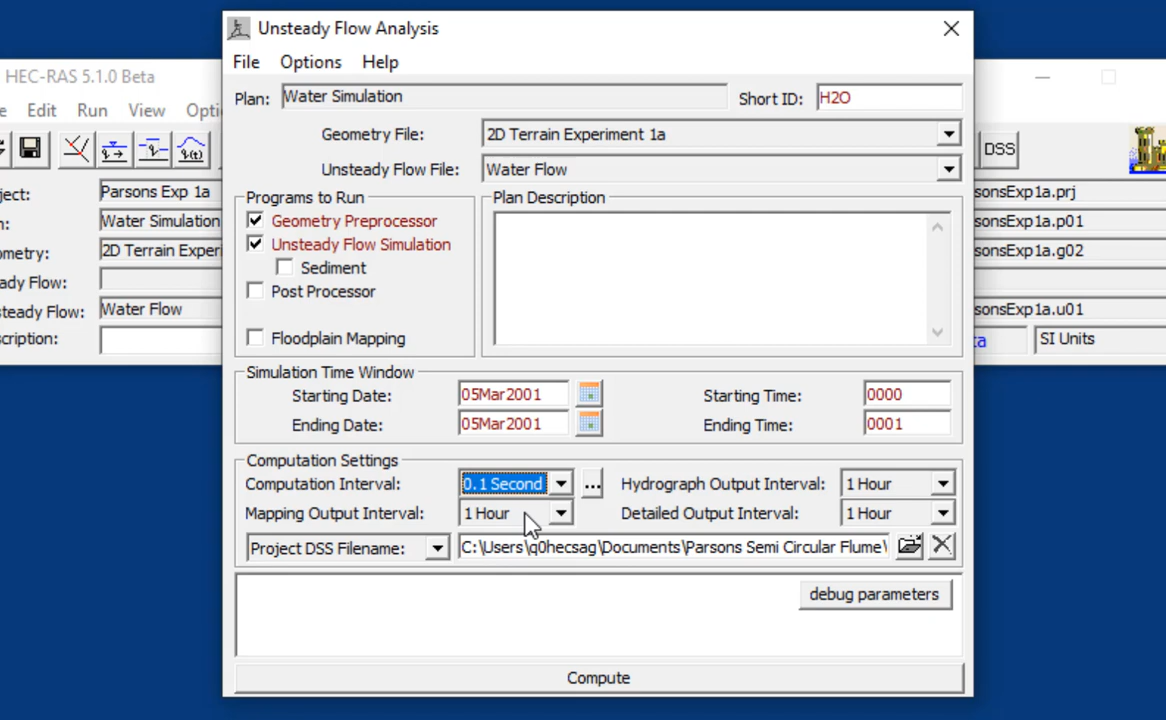 Unsteady Flow Analysis
File Options Help
Plan: Water Simulation Short ID: H2O
Geometry File: 2D Terrain Experiment 1a
Unsteady Flow File: Water Flow
Programs to Run
Geometry Preprocessor
Unsteady Flow Simulation
Sediment
Post Processor
Floodplain Mapping
Plan Description
Simulation Time Window
Starting Date: 05Mar2001 Starting Time: 0000
Ending Date: 05Mar2001 Ending Time: 0001
Computation Settings
Computation Interval: 0.1 Second ... Hydrograph Output Interval: 1 Hour
Mapping Output Interval: 1 Hour Detailed Output Interval: 1 Hour
Project DSS Filename: C:\Users\q0hecsag\Documents\Parsons Semi Circular Flume\
debug parameters
Compute
HEC-RAS 5.1.0 Beta
e Edit Run View Opti
DSS
ject: Parsons Exp 1a
n: Water Simulation
ometry: 2D Terrain Experi
ady Flow:
steady Flow: Water Flow
scription:
sonsExp1a.prj
sonsExp1a.p01
sonsExp1a.g02
sonsExp1a.u01
ta SI Units